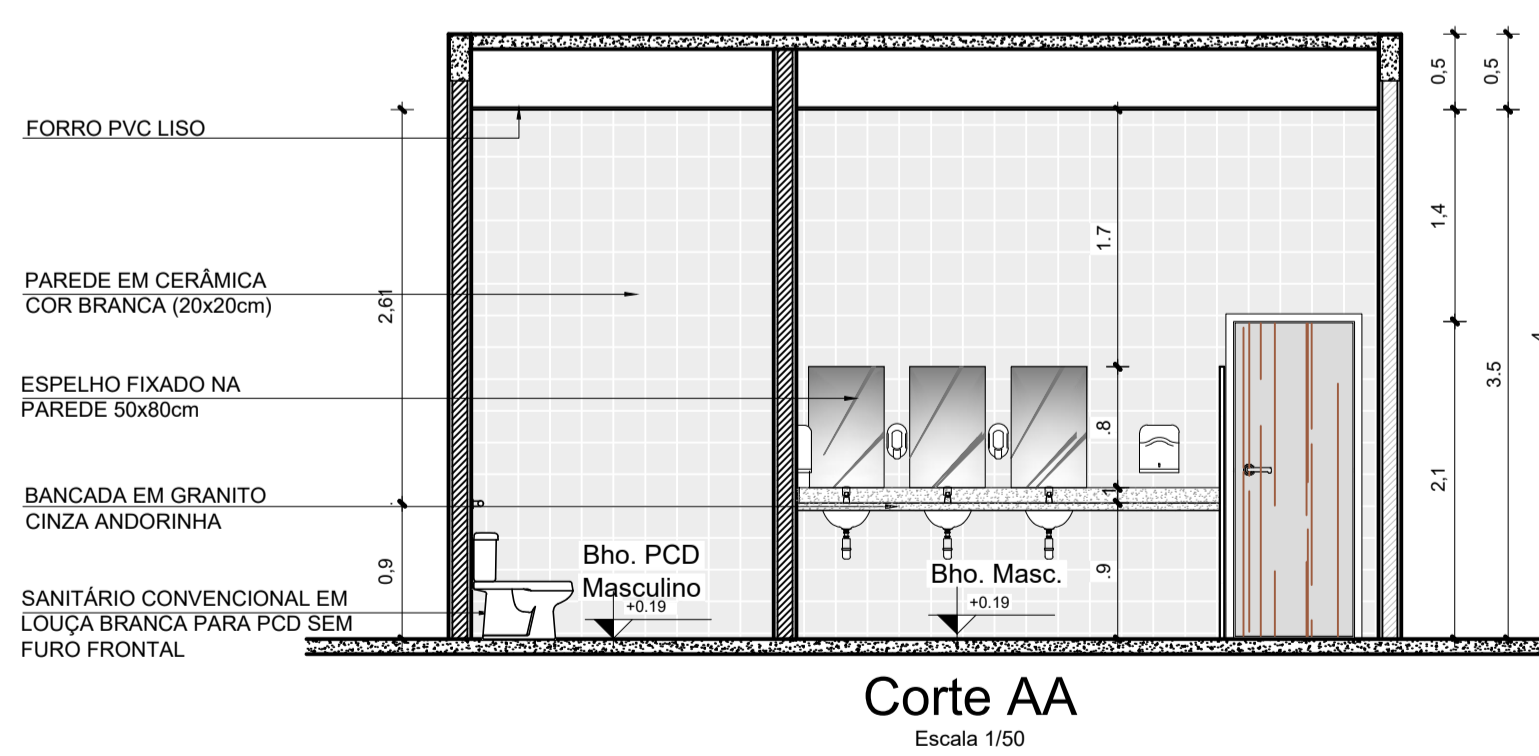 FORRO PVC LISO
PAREDE EM CERÂMICA
COR BRANCA (20x20cm)
ESPELHO FIXADO NA
PAREDE 50x80cm
BANCADA EM GRANITO
CINZA ANDORINHA
SANITÁRIO CONVENCIONAL EM
LOUÇA BRANCA PARA PCD SEM
FURO FRONTAL
2,61
0,9
Bho. PCD
Masculino
+0.19
Bho. Masc.
+0.19
1.7
.8
.1
.9
0,5
1,4
2,1
0,5
3.5
4
Corte AA
Escala 1/50